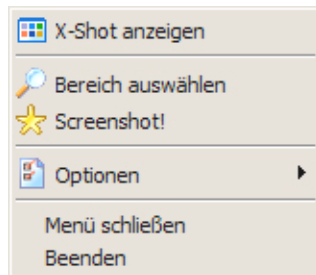 X-Shot anzeigen
Bereich auswählen
Screenshot!
Optionen
Menü schließen
Beenden